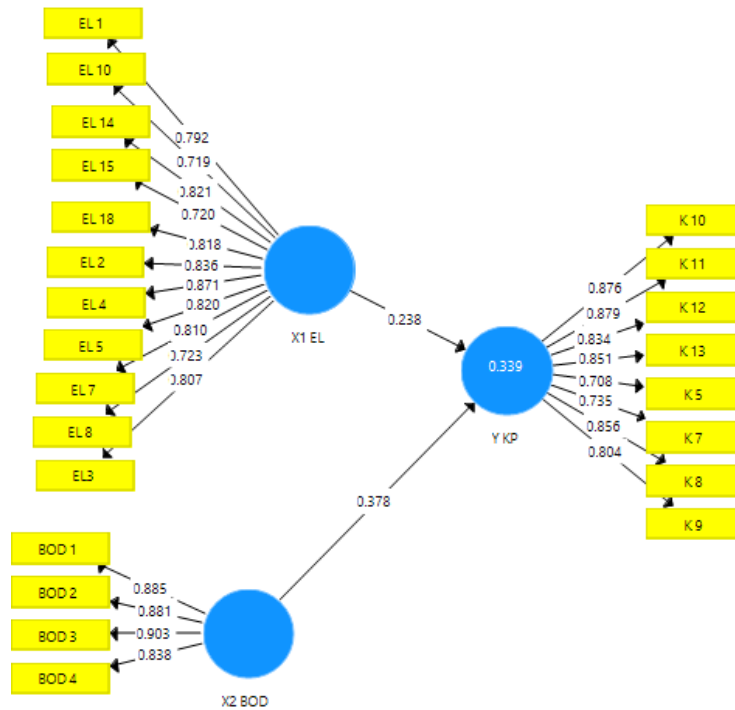 EL 1
EL 10
EL 14
EL 15
EL 18
EL 2
EL 4
EL 5
EL 7
EL 8
EL3
0.792
0.719
0.821
0.720
0.818
0.836
0.871
0.820
0.810
0.723
0.807
X1 EL
0.238
BOD 1
BOD 2
BOD 3
BOD 4
0.885
0.881
0.903
0.838
X2 BOD
0.378
0.339
Y KP
0.876
0.879
0.834
0.851
0.708
0.735
0.856
0.804
K 10
K 11
K 12
K 13
K 5
K 7
K 8
K 9